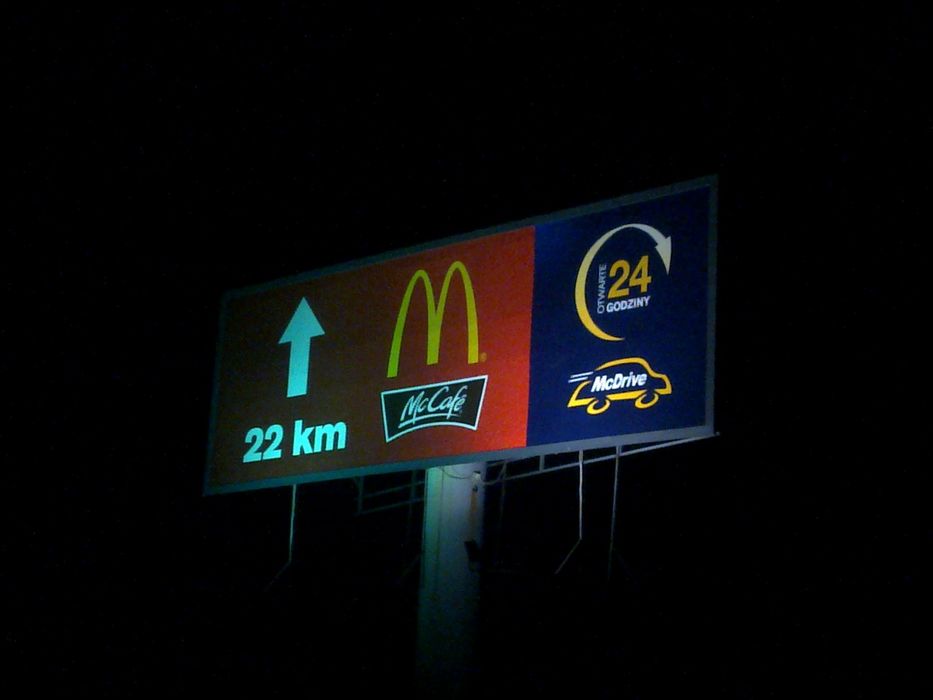 22 km
M
McCafé
OTWARTE
24
GODZINY
McDrive